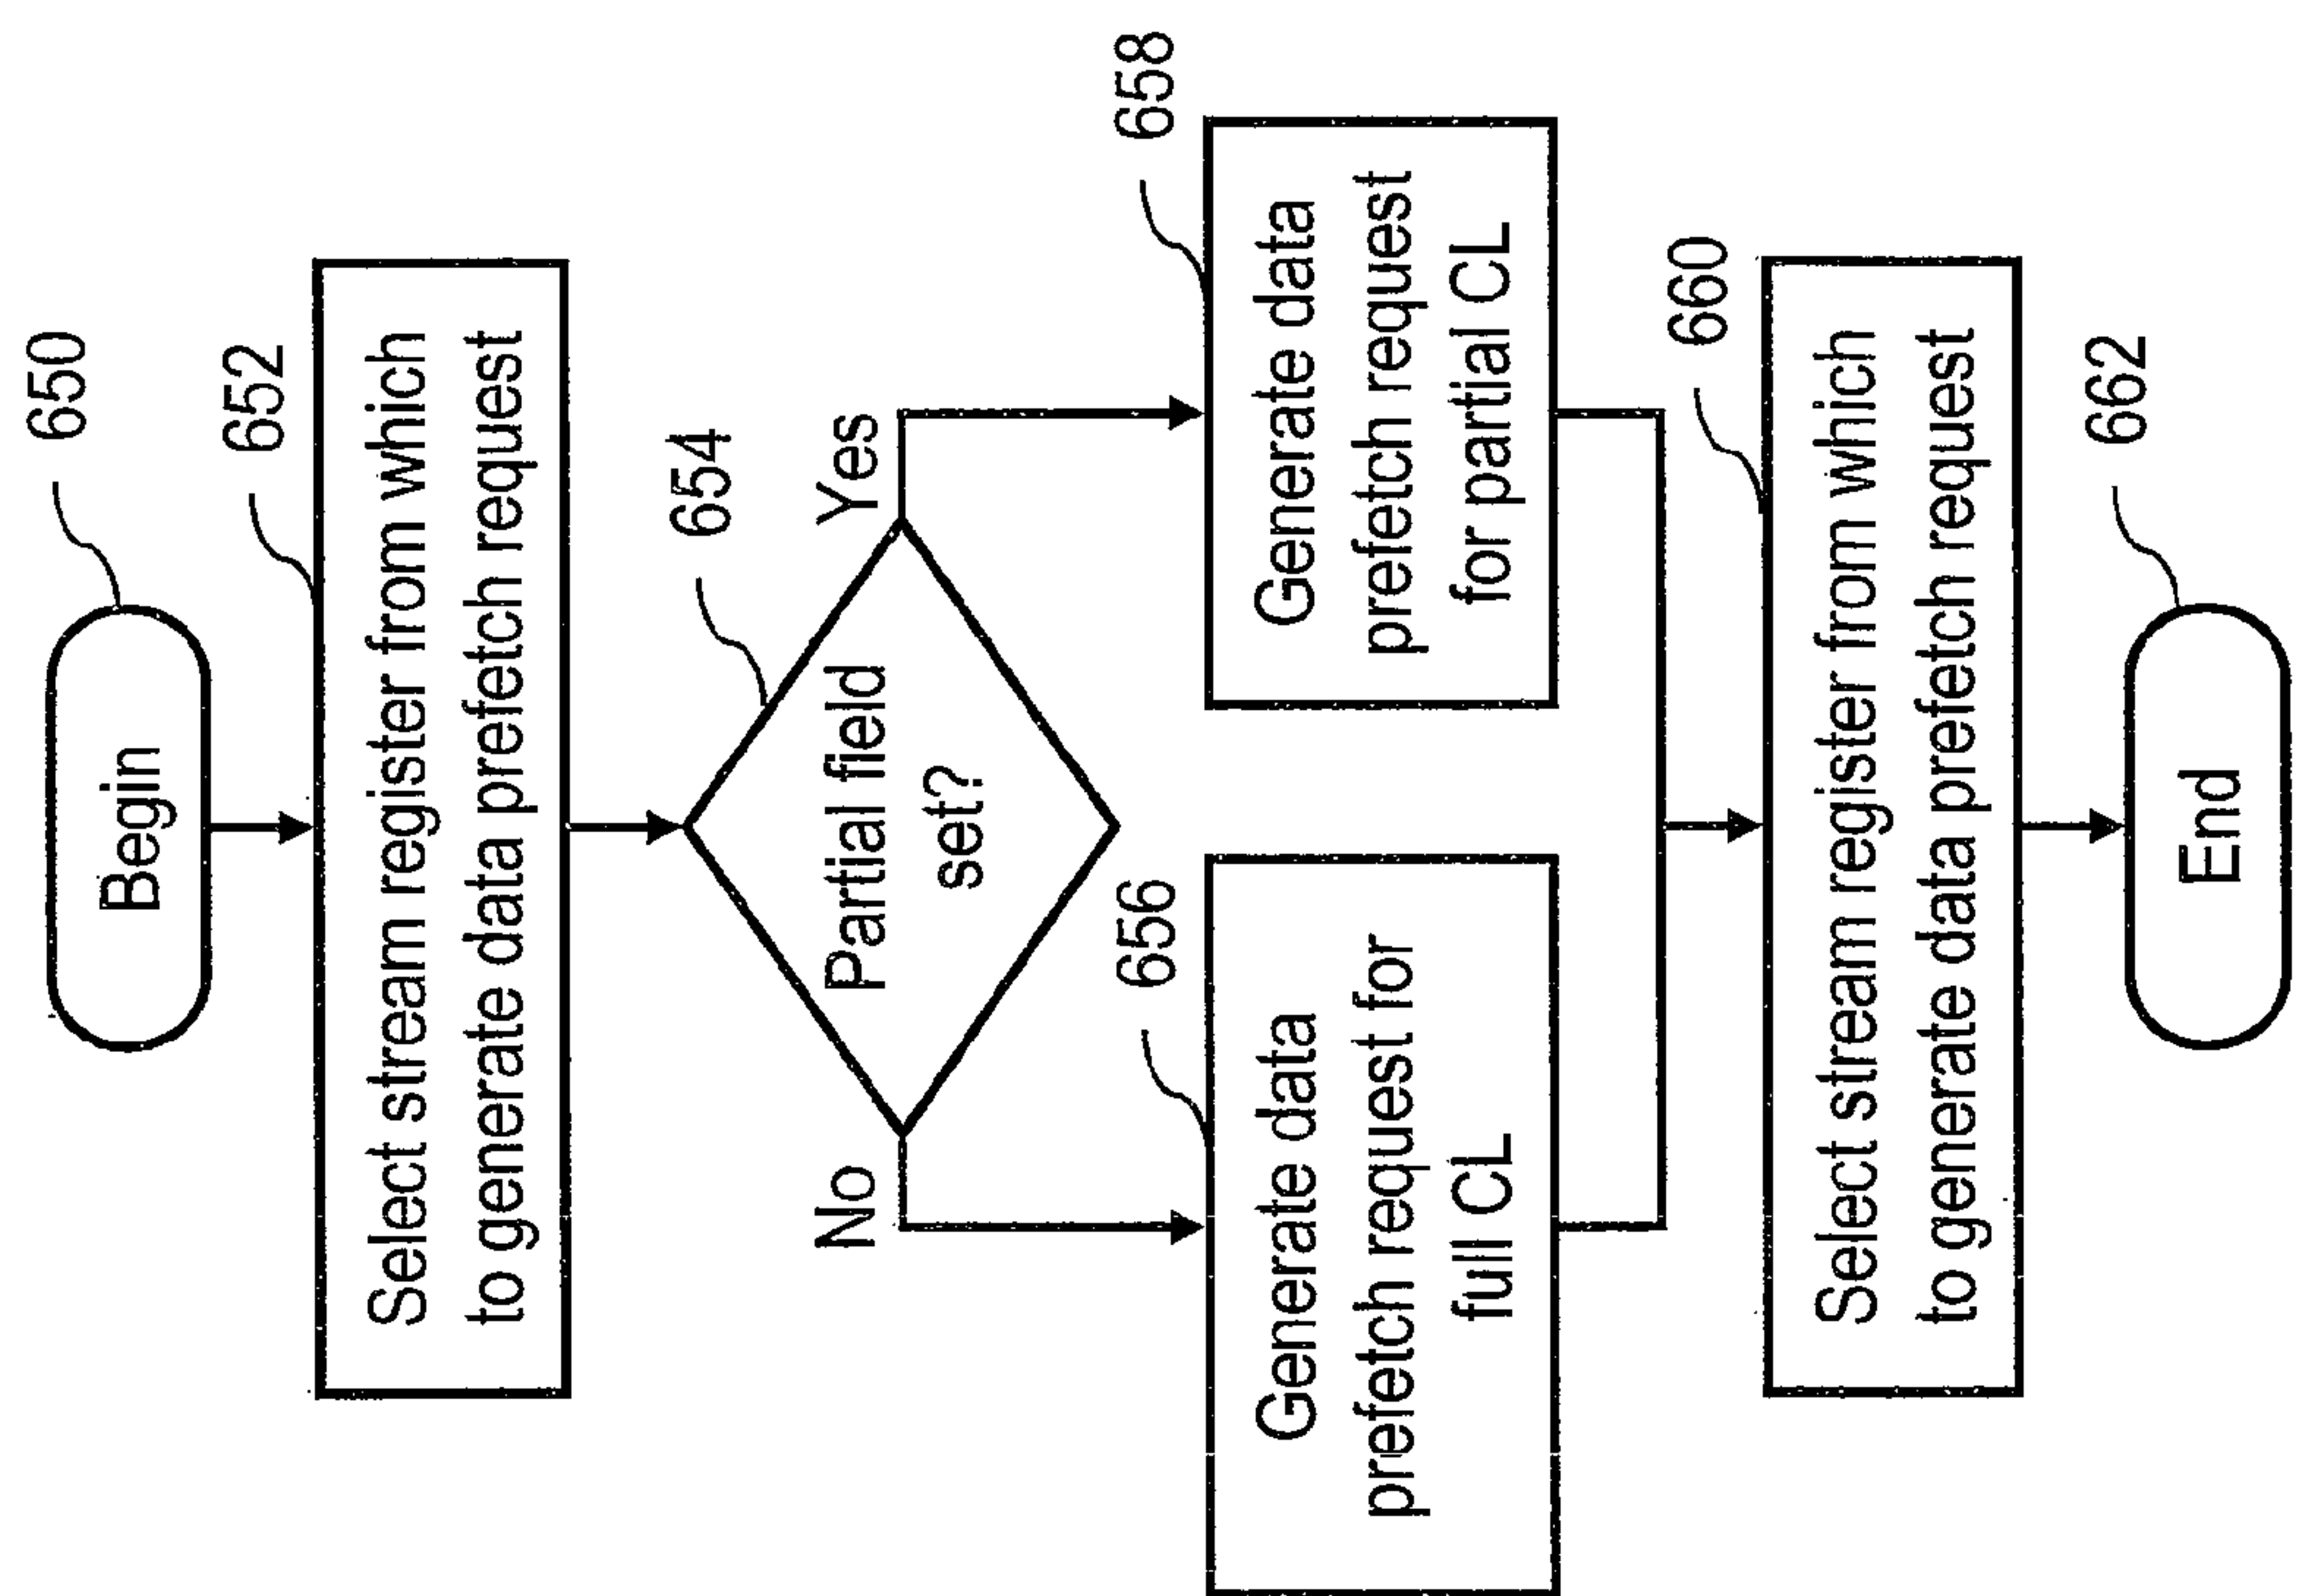 650
Begin
652
Select stream register from which
to generate data prefetch request
654
Partial field
set?
No
Yes
656
Generate data
prefetch request for
full CL
658
Generate data
prefetch request
for partial CL
660
Select stream register from which
to generate data prefetch request
662
End